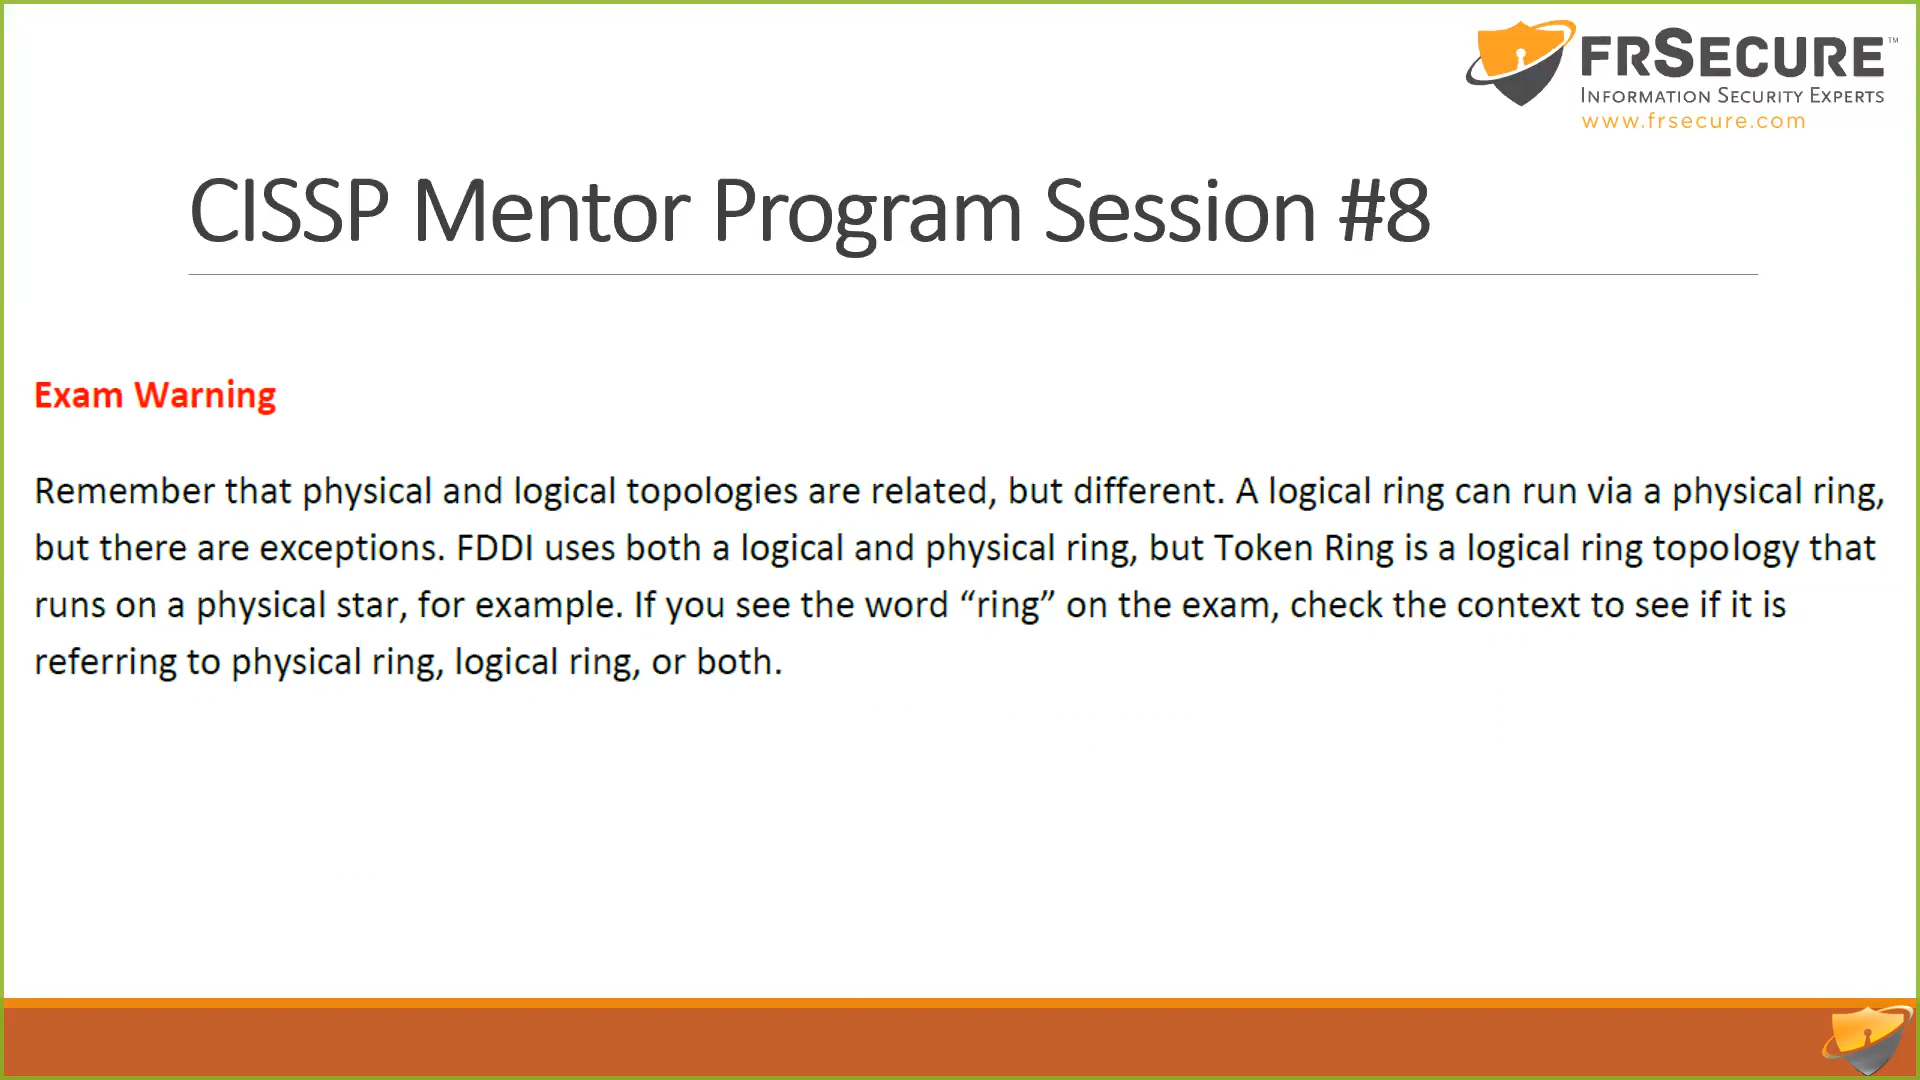 FRSECURE™
INFORMATION SECURITY EXPERTS
www.frsecure.com
CISSP Mentor Program Session #8
Exam Warning
Remember that physical and logical topologies are related, but different. A logical ring can run via a physical ring,
but there are exceptions. FDDI uses both a logical and physical ring, but Token Ring is a logical ring topology that
runs on a physical star, for example. If you see the word “ring” on the exam, check the context to see if it is
referring to physical ring, logical ring, or both.